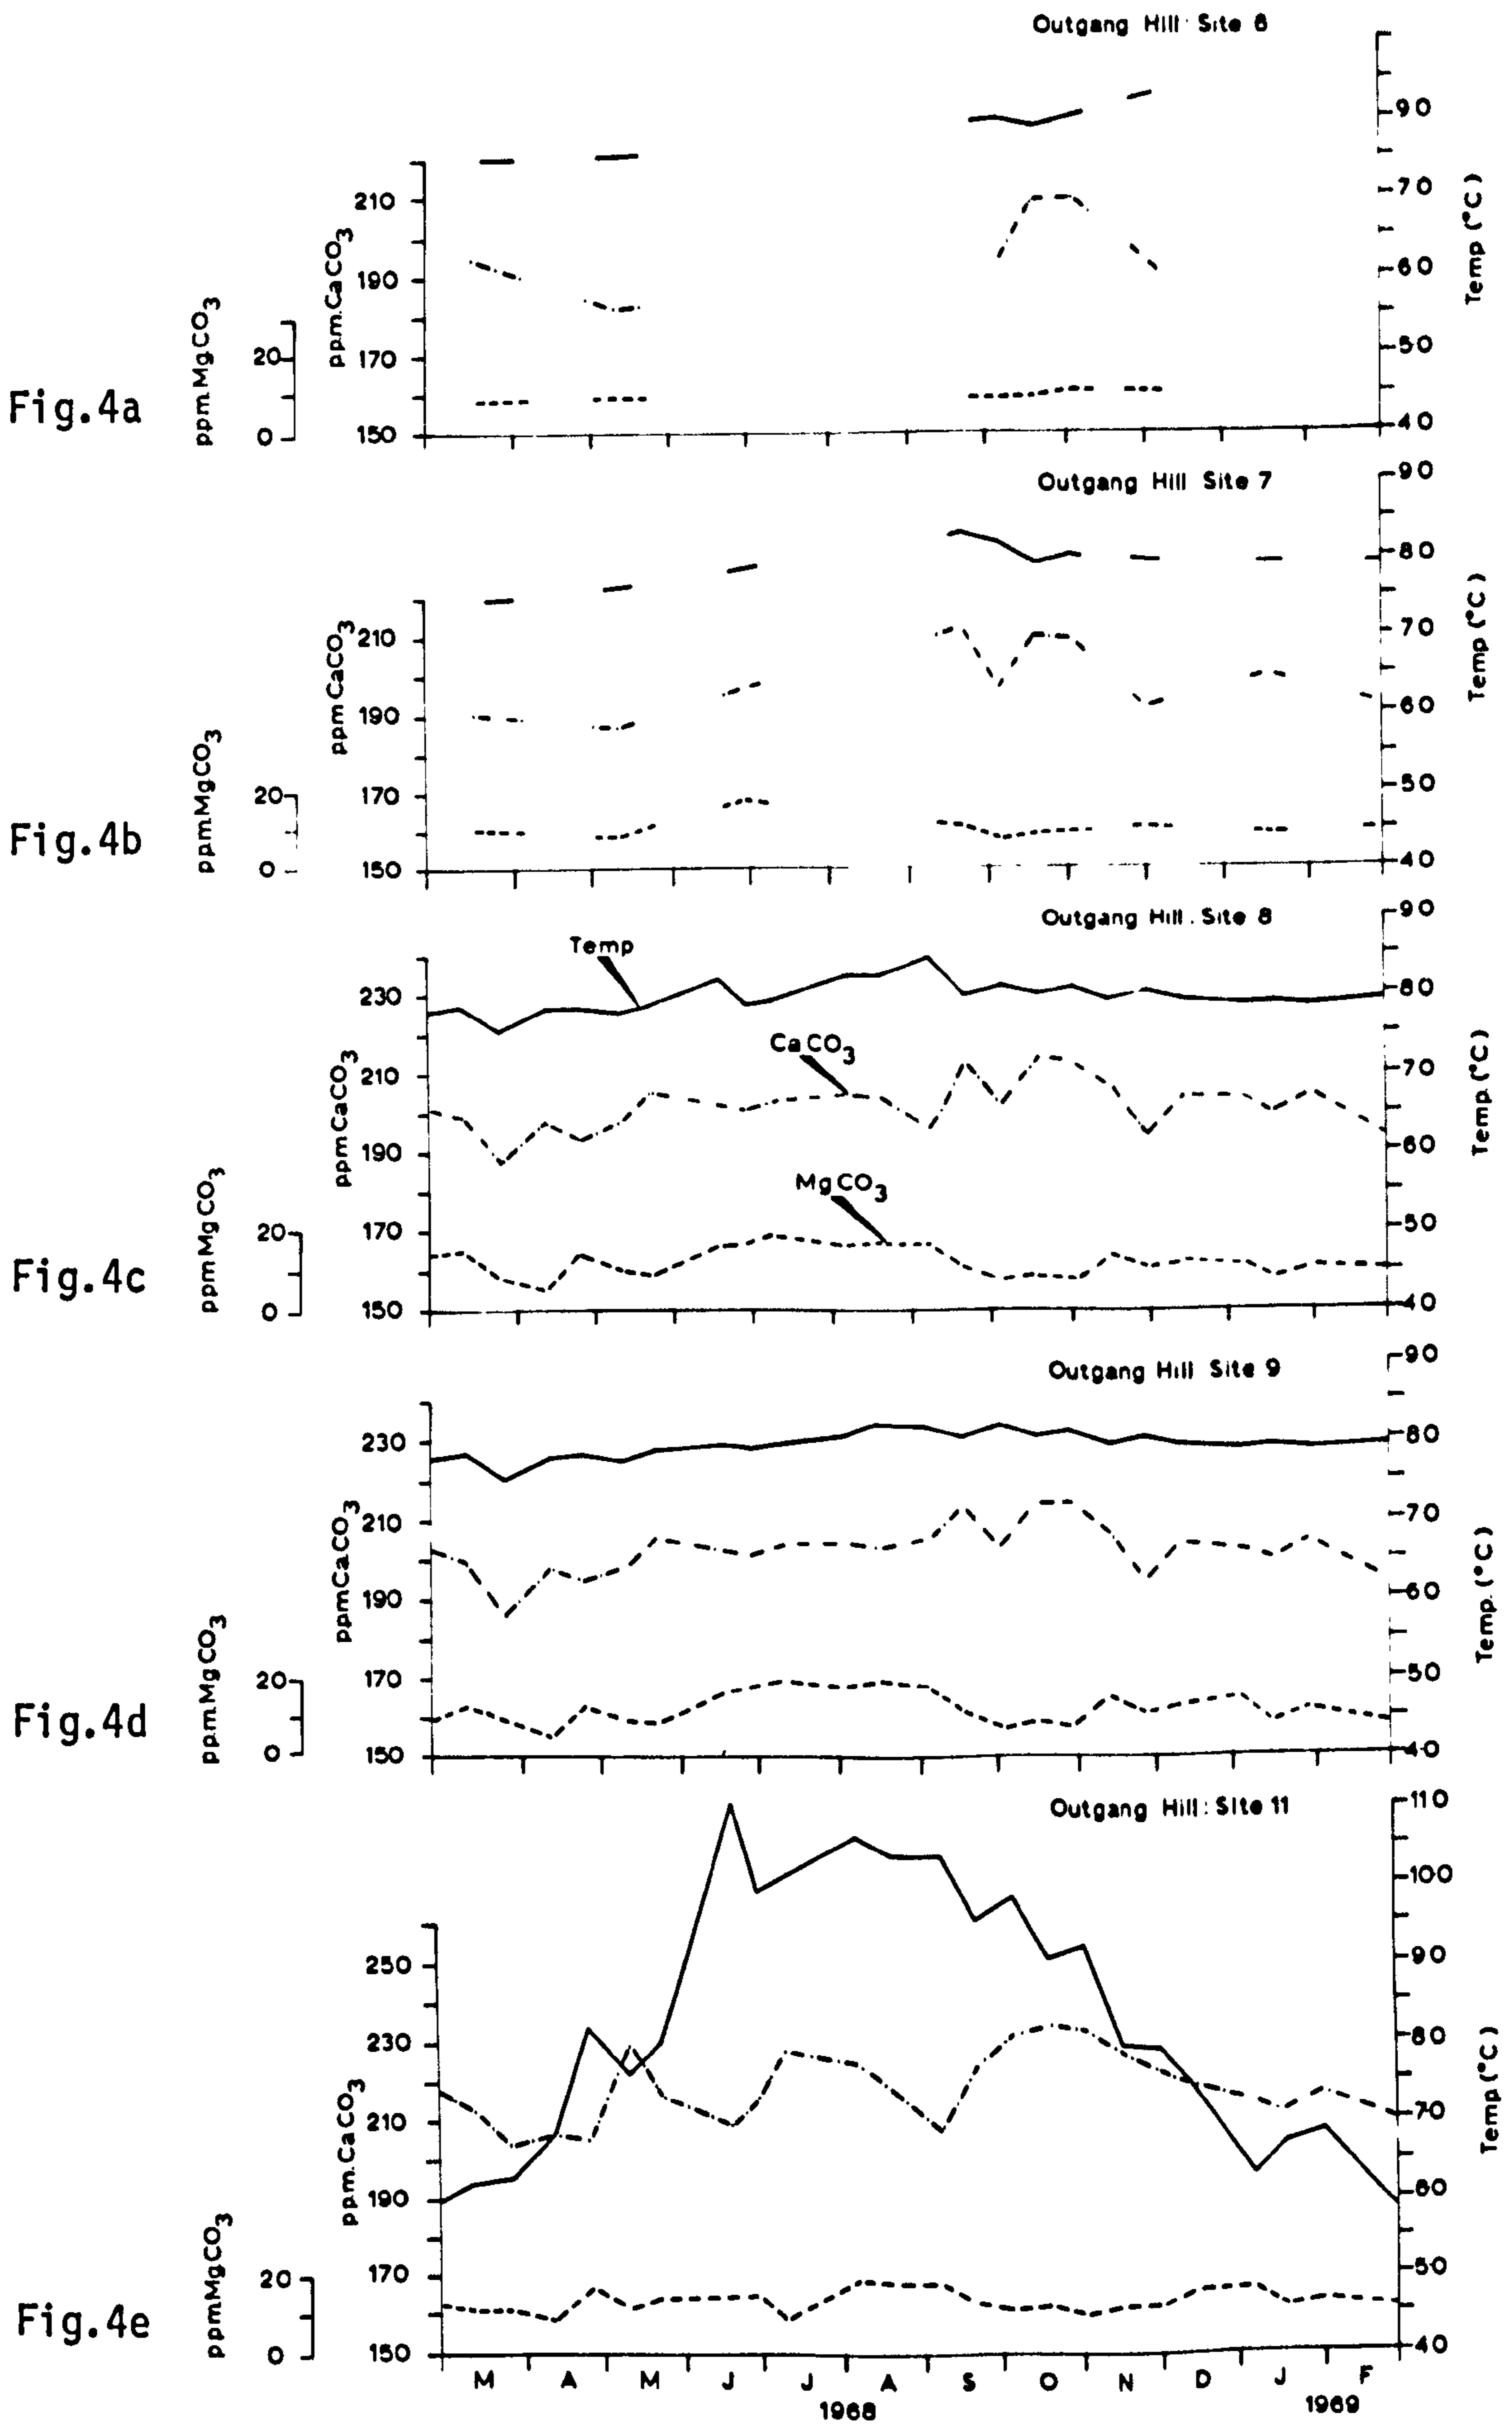 Outgang Hill Site 6
90
70
60
50
40
Temp (°C)
210
190
170
150
ppm.CaCO3
20
0
ppm MgCO3
Fig.4a
Outgang Hill Site 7
90
80
70
60
50
40
Temp (°C)
210
190
170
150
ppm CaCO3
20
0
ppm MgCO3
Fig.4b
Outgang Hill. Site 8
Temp
CaCO3
MgCO3
90
80
70
60
50
40
Temp. (°C)
230
210
190
170
150
ppm CaCO3
20
0
ppm MgCO3
Fig.4c
Outgang Hill Site 9
90
80
70
60
50
40
Temp. (°C)
230
210
190
170
150
ppm CaCO3
20
0
ppm MgCO3
Fig.4d
Outgang Hill: Site 11
110
100
90
80
70
60
50
40
Temp (°C)
250
230
210
190
170
150
ppm.CaCO3
20
0
ppm MgCO3
Fig.4e
M A M J J A S O N D J F
1968 1969